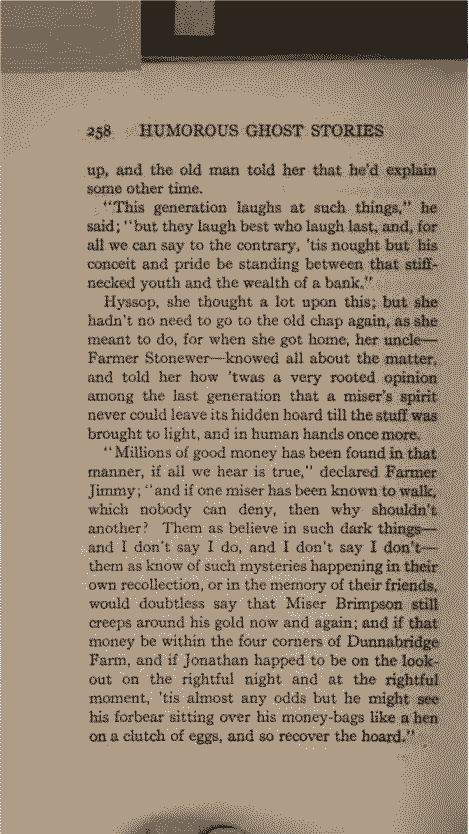 258 HUMOROUS GHOST STORIES
up, and the old man told her that he'd explain
some other time.
"This generation laughs at such things," he
said; "but they laugh best who laugh last, and, for
all we can say to the contrary, 'tis nought but his
conceit and pride be standing between that stiff-
necked youth and the wealth of a bank."
Hyssop, she thought a lot upon this; but she
hadn't no need to go to the old chap again, as she
meant to do, for when she got home, her uncle—
Farmer Stonewer—knowed all about the matter,
and told her how 'twas a very rooted opinion
among the last generation that a miser's spirit
never could leave its hidden hoard till the stuff was
brought to light, and in human hands once more.
"Millions of good money has been found in that
manner, if all we hear is true," declared Farmer
Jimmy; "and if one miser has been known to walk,
which nobody can deny, then why shouldn't
another? Them as believe in such dark things—
and I don't say I do, and I don't say I don't—
them as know of such mysteries happening in their
own recollection, or in the memory of their friends,
would doubtless say that Miser Brimpson still
creeps around his gold now and again; and if that
money be within the four corners of Dunnabridge
Farm, and if Jonathan happed to be on the look-
out on the rightful night and at the rightful
moment, 'tis almost any odds but he might see
his forbear sitting over his money-bags like a hen
on a clutch of eggs, and so recover the hoard."